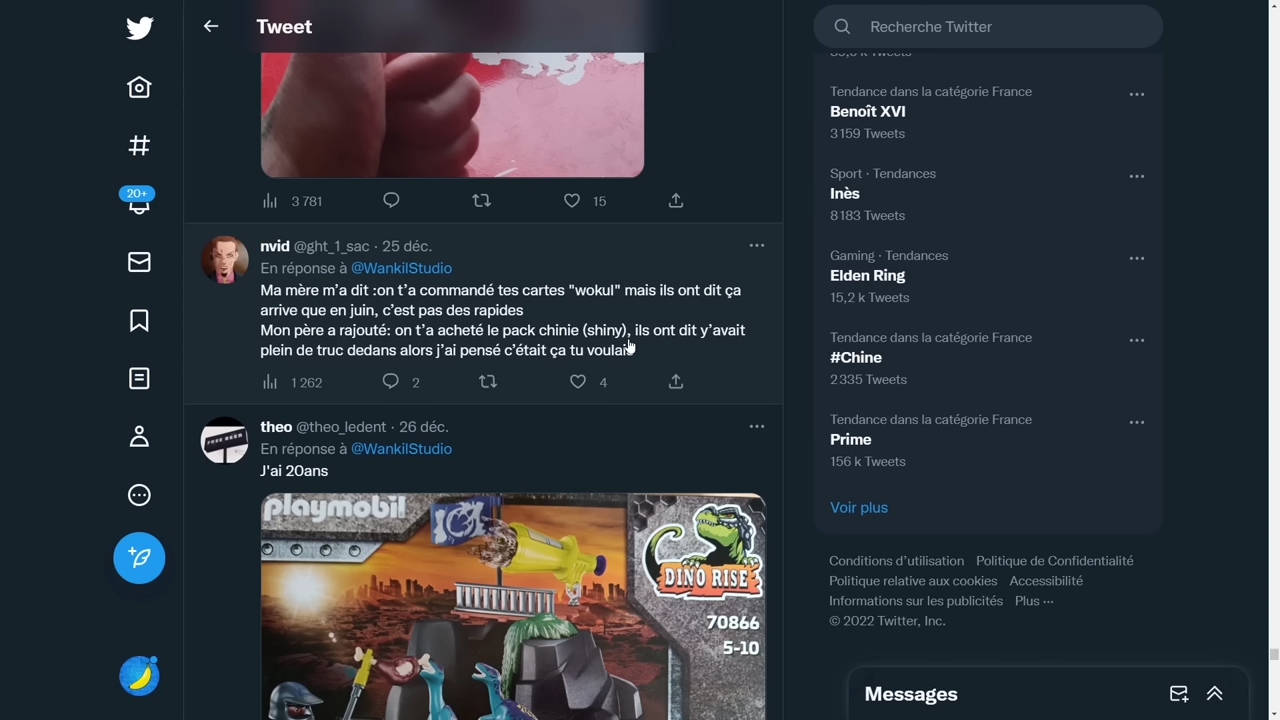 Tweet
3 781
15
nvid @ght_1_sac · 25 déc.
En réponse à @WankilStudio
Ma mère m'a dit :on t'a commandé tes cartes "wokul" mais ils ont dit ça
arrive que en juin, c'est pas des rapides
Mon père a rajouté: on t'a acheté le pack chinie (shiny), ils ont dit y'avait
plein de truc dedans alors j'ai pensé c'était ça tu voulais
1 262
2
4
theo @theo_ledent · 26 déc.
En réponse à @WankilStudio
J'ai 20ans
FREE BEER
playmobil
DINO RISE
70866
5-10
20+
Recherche Twitter
Tendance dans la catégorie France
Benoît XVI
3 159 Tweets
Sport · Tendances
Inès
8 183 Tweets
Gaming · Tendances
Elden Ring
15,2 k Tweets
Tendance dans la catégorie France
#Chine
2 335 Tweets
Tendance dans la catégorie France
Prime
156 k Tweets
Voir plus
Conditions d'utilisation Politique de Confidentialité
Politique relative aux cookies Accessibilité
Informations sur les publicités Plus ···
© 2022 Twitter, Inc.
Messages